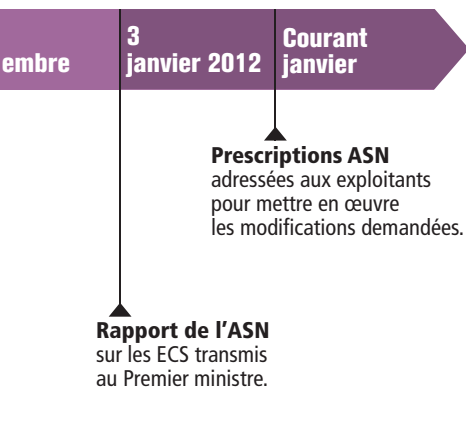 embre
3
janvier 2012
Courant
janvier
Prescriptions ASN
adressées aux exploitants
pour mettre en œuvre
les modifications demandées.
Rapport de l'ASN
sur les ECS transmis
au Premier ministre.